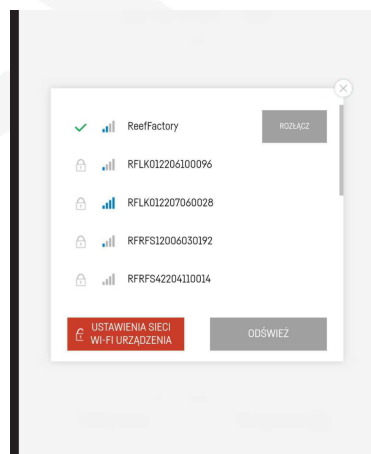 ReefFactory
ROZŁĄCZ
RFLK012206100096
RFLK012207060028
RFRFS12006030192
RFRFS42204110014
USTAWIENIA SIECI
WI-FI URZĄDZENIA
ODŚWIEŻ